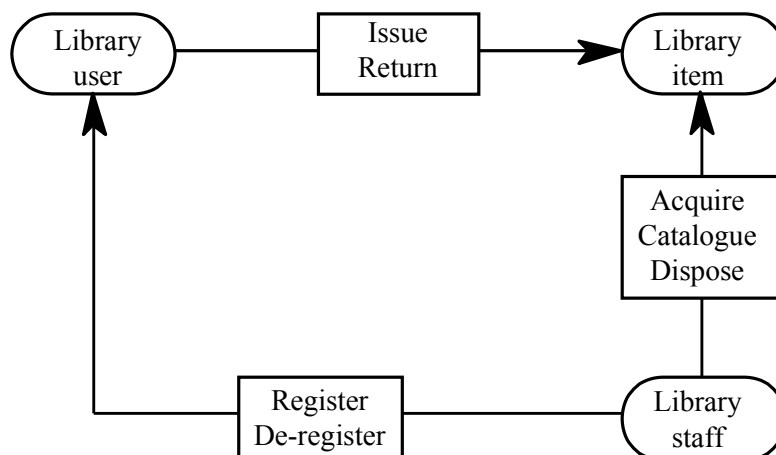 Library
user
Issue
Return
Library
item
Acquire
Catalogue
Dispose
Register
De-register
Library
staff